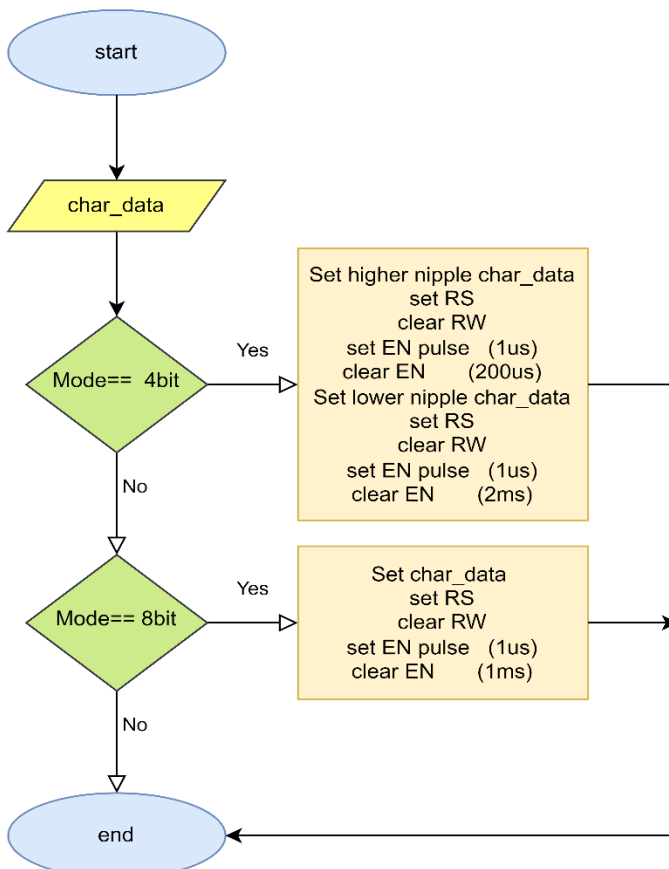 start
char_data
Mode== 4bit
Yes
Set higher nipple char_data
set RS
clear RW
set EN pulse (1us)
clear EN (200us)
Set lower nipple char_data
set RS
clear RW
set EN pulse (1us)
clear EN (2ms)
No
Mode== 8bit
Yes
Set char_data
set RS
clear RW
set EN pulse (1us)
clear EN (1ms)
No
end